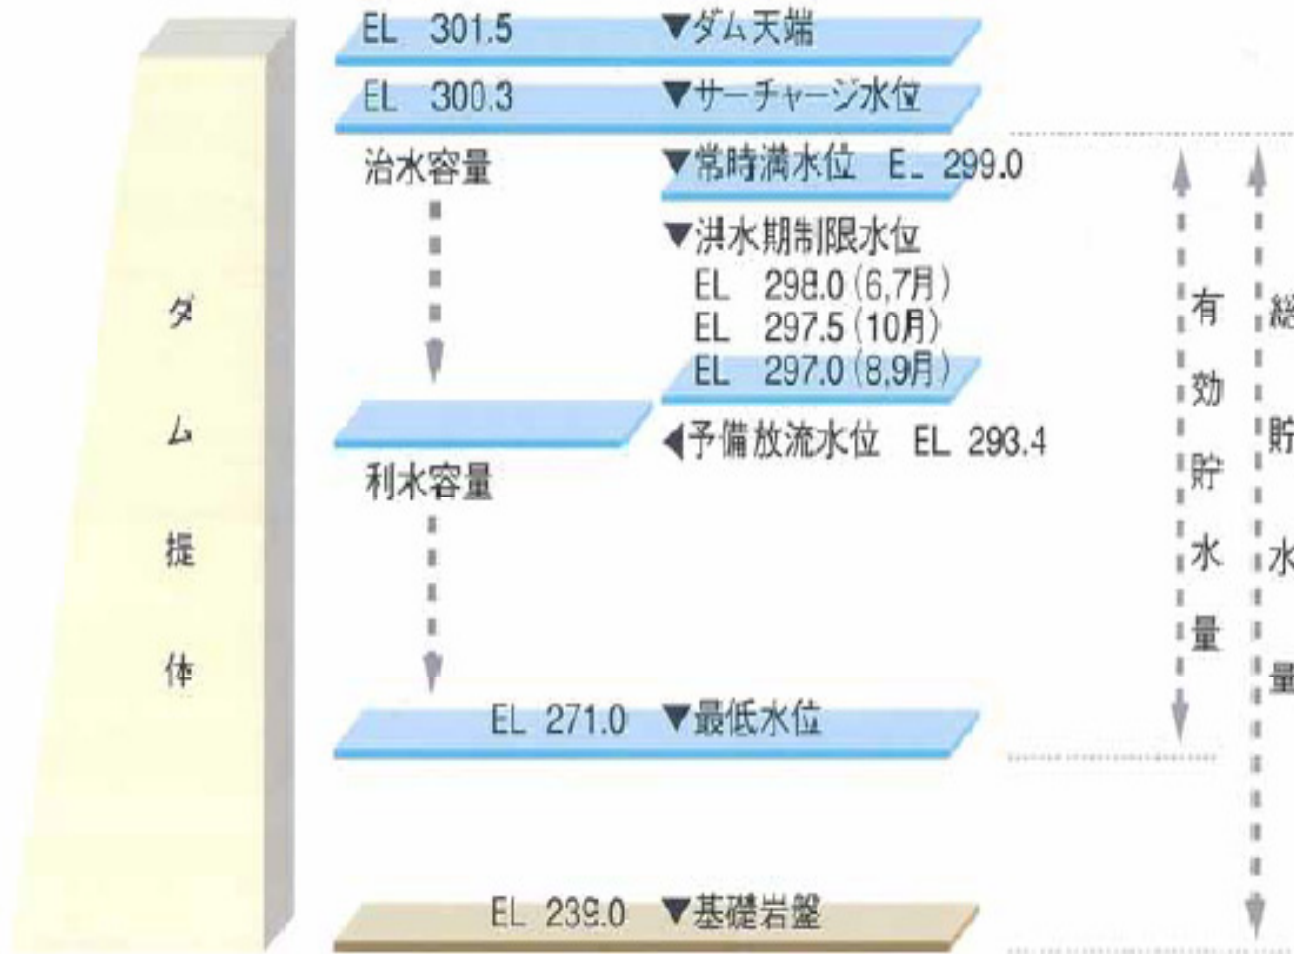 EL 301.5 ▼ダム天端
EL 300.3 ▼サーチャージ水位
治水容量
▼常時満水位 EL 299.0
▼洪水期制限水位
EL 298.0(6,7月)
EL 297.5(10月)
EL 297.0(8,9月)
◀予備放流水位 EL 293.4
利水容量
EL 271.0 ▼最低水位
EL 239.0 ▼基礎岩盤
ダム提体
有効貯水量
総貯水量